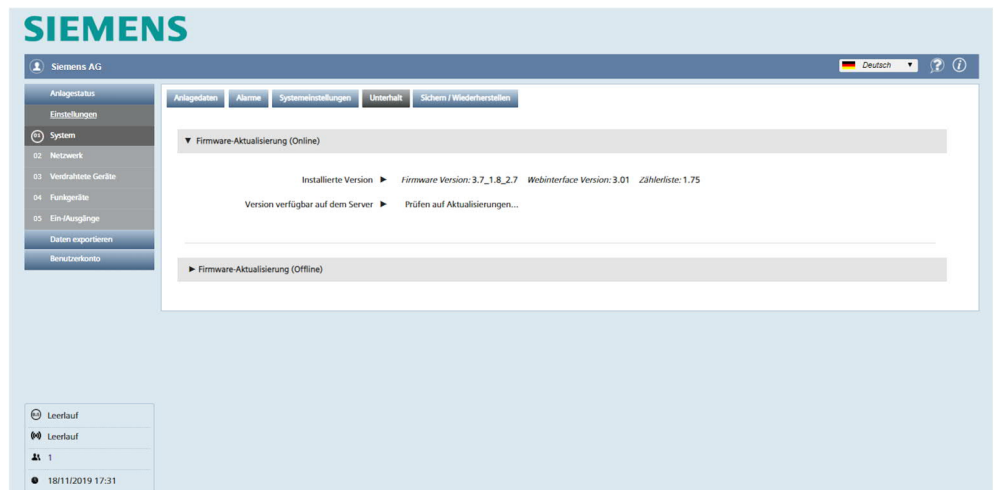 SIEMENS
Siemens AG
Deutsch
Anlagestatus
Einstellungen
01 System
02 Netzwerk
03 Verdrahtete Geräte
04 Funkgeräte
05 Ein-/Ausgänge
Daten exportieren
Benutzerkonto
Anlagedaten Alarme Systemeinstellungen Unterhalt Sichern / Wiederherstellen
▼ Firmware-Aktualisierung (Online)
Installierte Version ► Firmware Version: 3.7_1.8_2.7 Webinterface Version: 3.01 Zählerliste: 1.75
Version verfügbar auf dem Server ► Prüfen auf Aktualisierungen...
► Firmware-Aktualisierung (Offline)
Leerlauf
Leerlauf
1
18/11/2019 17:31